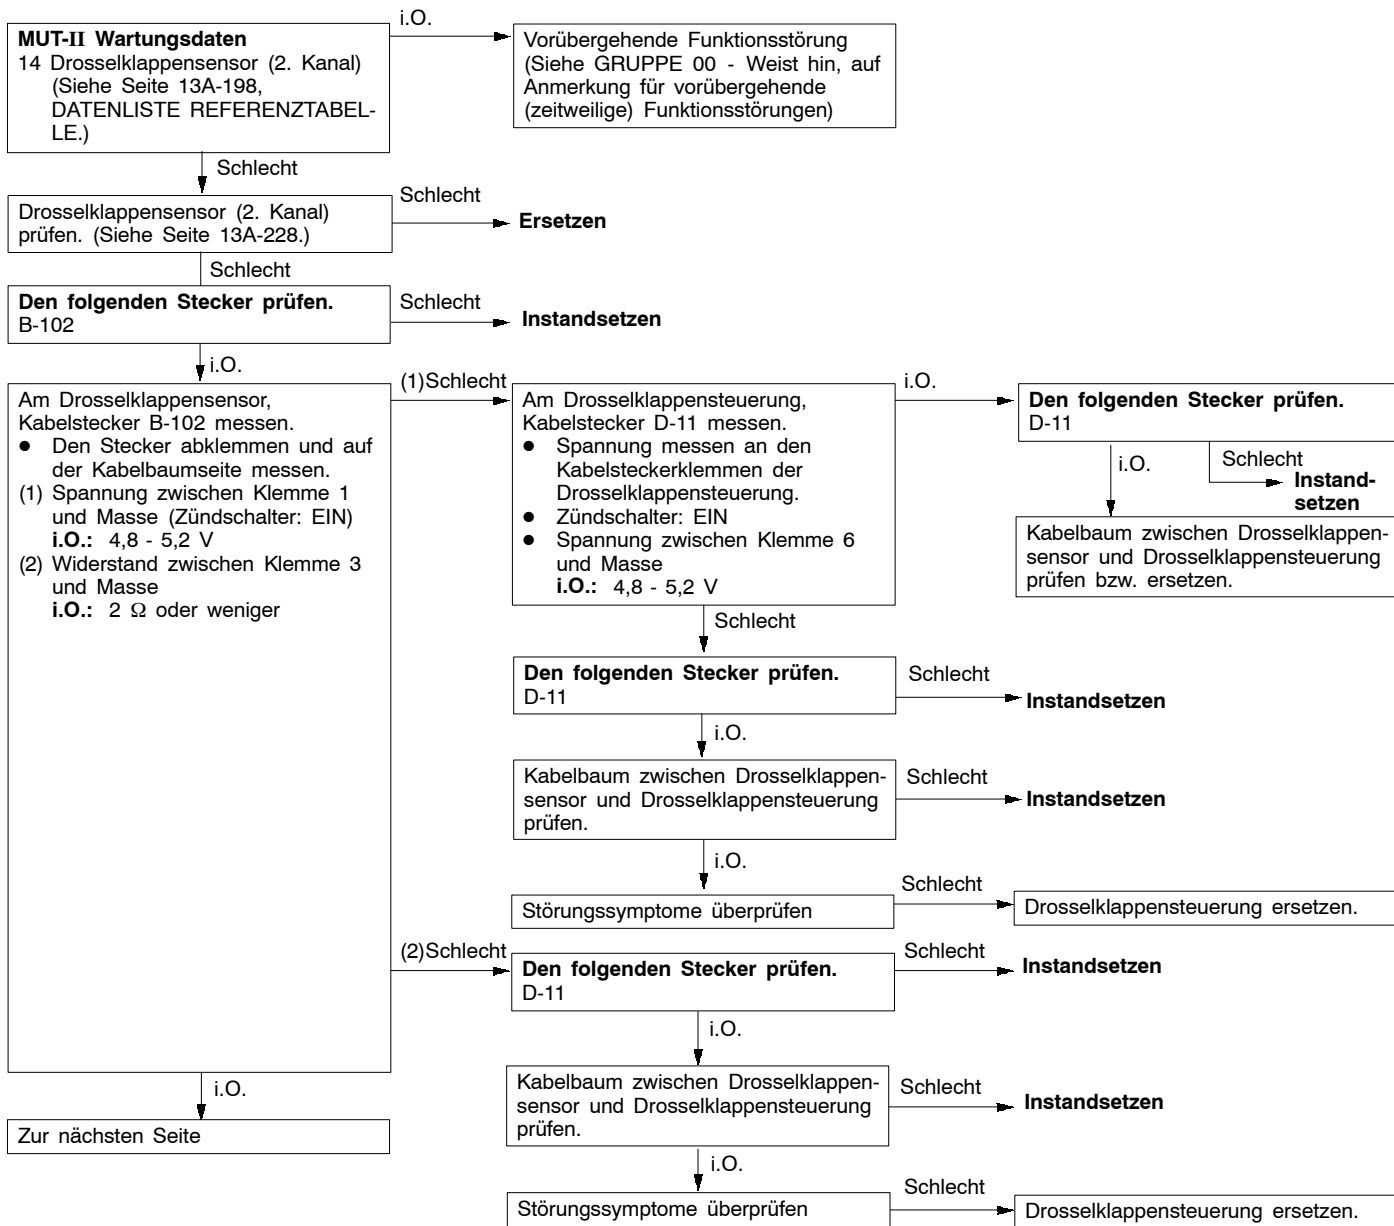 i.O.
MUT-II Wartungsdaten
14 Drosselklappensensor (2. Kanal)
(Siehe Seite 13A-198,
DATENLISTE REFERENZTABEL-
LE.)
Vorübergehende Funktionsstörung
(Siehe GRUPPE 00 - Weist hin, auf
Anmerkung für vorübergehende
(zeitweilige) Funktionsstörungen)
Schlecht
Drosselklappensensor (2. Kanal)
prüfen. (Siehe Seite 13A-228.)
Schlecht
Ersetzen
Schlecht
Den folgenden Stecker prüfen.
B-102
Schlecht
Instandsetzen
i.O.
Am Drosselklappensensor,
Kabelstecker B-102 messen.
● Den Stecker abklemmen und auf
der Kabelbaumseite messen.
(1) Spannung zwischen Klemme 1
und Masse (Zündschalter: EIN)
i.O.: 4,8 - 5,2 V
(2) Widerstand zwischen Klemme 3
und Masse
i.O.: 2 Ω oder weniger
(1)Schlecht
Am Drosselklappensteuerung,
Kabelstecker D-11 messen.
● Spannung messen an den
Kabelsteckerklemmen der
Drosselklappensteuerung.
● Zündschalter: EIN
● Spannung zwischen Klemme 6
und Masse
i.O.: 4,8 - 5,2 V
i.O.
Den folgenden Stecker prüfen.
D-11
i.O.
Schlecht
Instand-
setzen
Kabelbaum zwischen Drosselklappen-
sensor und Drosselklappensteuerung
prüfen bzw. ersetzen.
Schlecht
Den folgenden Stecker prüfen.
D-11
Schlecht
Instandsetzen
i.O.
Kabelbaum zwischen Drosselklappen-
sensor und Drosselklappensteuerung
prüfen.
Schlecht
Instandsetzen
i.O.
Störungssymptome überprüfen
Schlecht
Drosselklappensteuerung ersetzen.
(2)Schlecht
Den folgenden Stecker prüfen.
D-11
Schlecht
Instandsetzen
i.O.
Kabelbaum zwischen Drosselklappen-
sensor und Drosselklappensteuerung
prüfen.
Schlecht
Instandsetzen
i.O.
Störungssymptome überprüfen
Schlecht
Drosselklappensteuerung ersetzen.
i.O.
Zur nächsten Seite